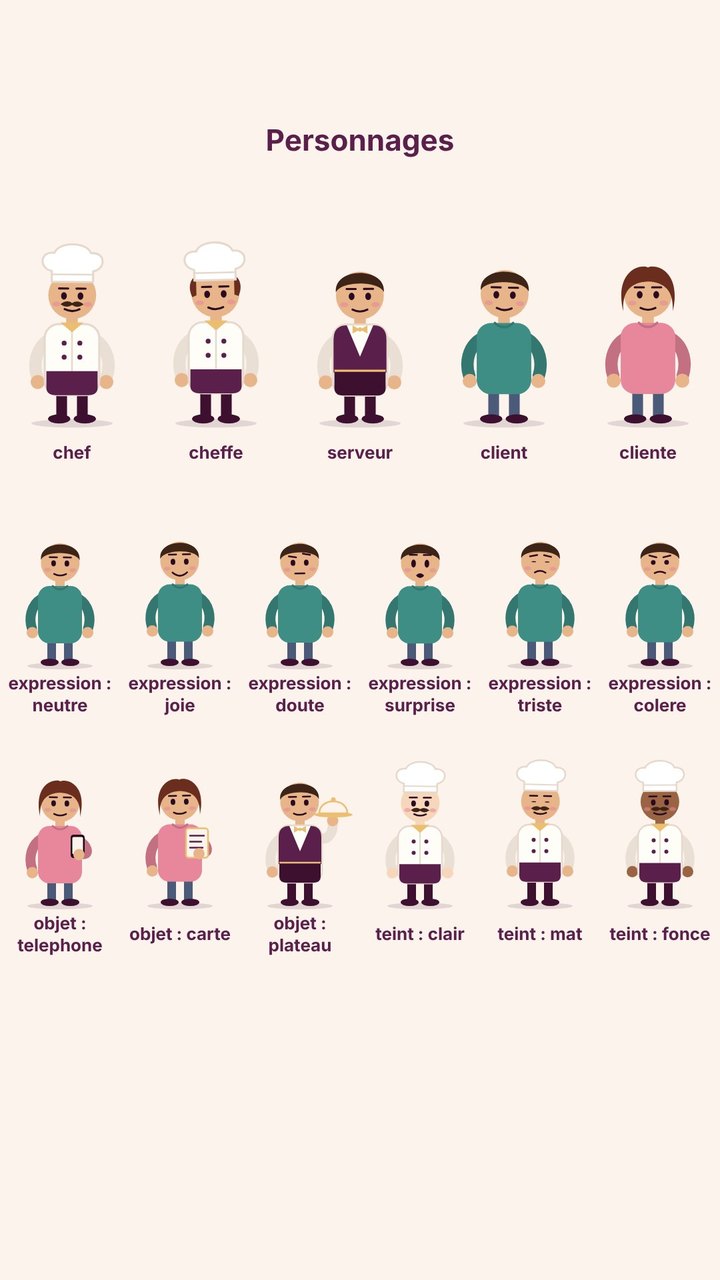 Personnages
chef
cheffe
serveur
client
cliente
expression :
neutre
expression :
joie
expression :
doute
expression :
surprise
expression :
triste
expression :
colere
objet :
telephone
objet : carte
objet :
plateau
teint : clair
teint : mat
teint : fonce